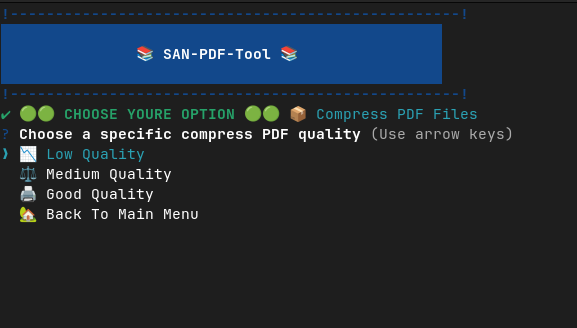 !--------------------------------------------------!
📚 SAN-PDF-Tool 📚
!--------------------------------------------------!
✔ 🟢🟢 CHOOSE YOURE OPTION 🟢🟢 📦 Compress PDF Files
? Choose a specific compress PDF quality (Use arrow keys)
❯ 📉 Low Quality
⚖️ Medium Quality
🖨️ Good Quality
🏡 Back To Main Menu